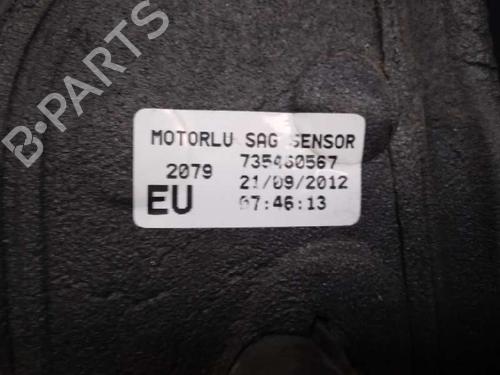 B-PARTS
MOTORLU SAG SENSOR
2079 735460567
21/09/2012
EU 07:46:13